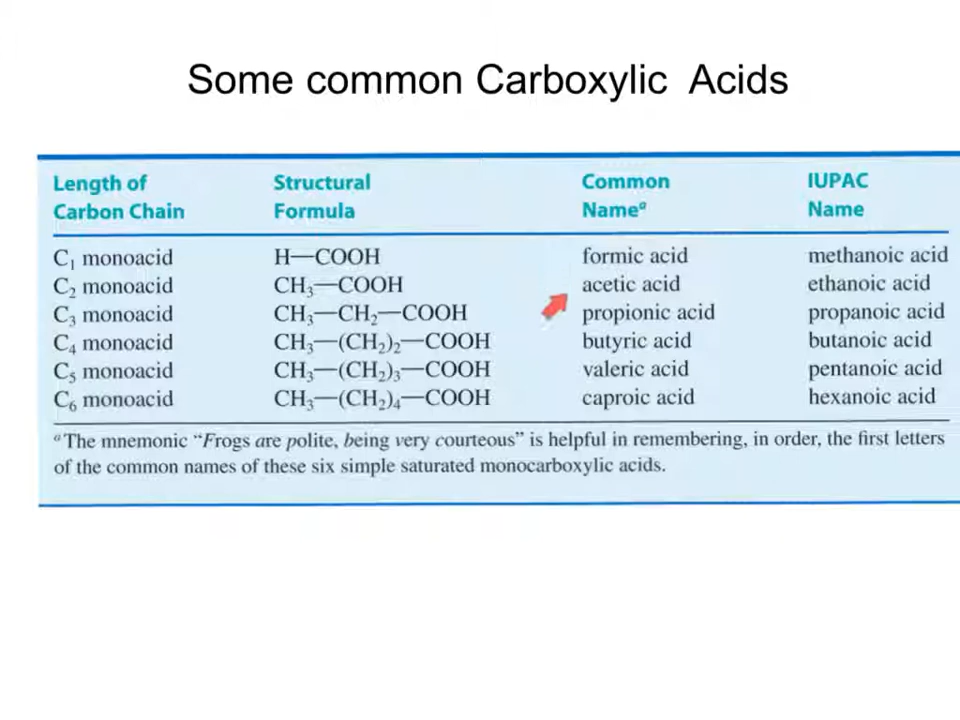 Some common Carboxylic Acids
Length of Carbon Chain	Structural Formula	Common Nameᵃ	IUPAC Name
C₁ monoacid	H—COOH	formic acid	methanoic acid
C₂ monoacid	CH₃—COOH	acetic acid	ethanoic acid
C₃ monoacid	CH₃—CH₂—COOH	propionic acid	propanoic acid
C₄ monoacid	CH₃—(CH₂)₂—COOH	butyric acid	butanoic acid
C₅ monoacid	CH₃—(CH₂)₃—COOH	valeric acid	pentanoic acid
C₆ monoacid	CH₃—(CH₂)₄—COOH	caproic acid	hexanoic acid
ᵃThe mnemonic “Frogs are polite, being very courteous” is helpful in remembering, in order, the first letters
of the common names of these six simple saturated monocarboxylic acids.